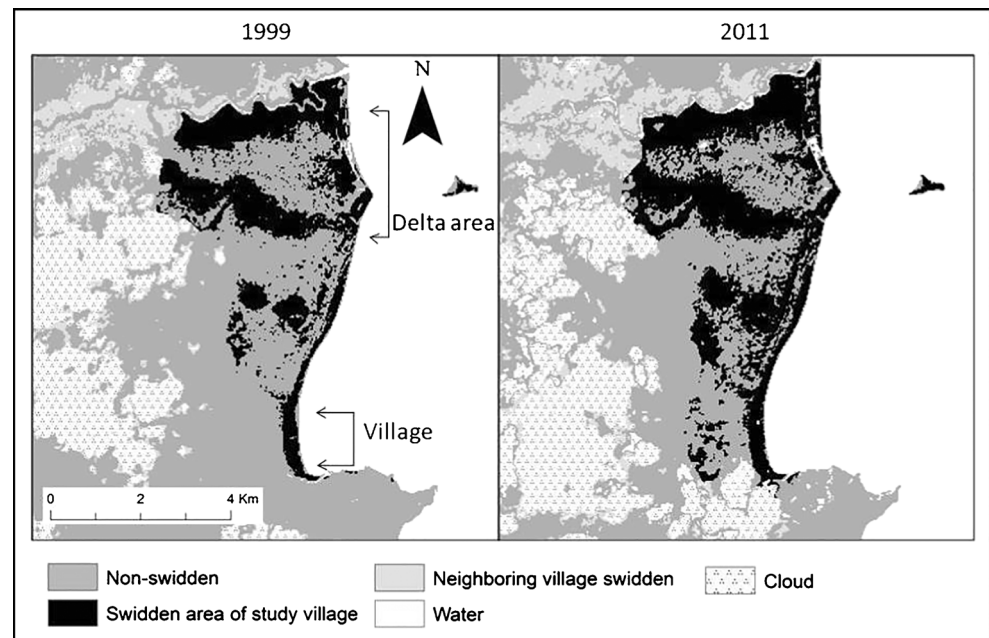 1999
2011
N
Delta area
Village
0 2 4 Km
Non-swidden
Neighboring village swidden
Cloud
Swidden area of study village
Water